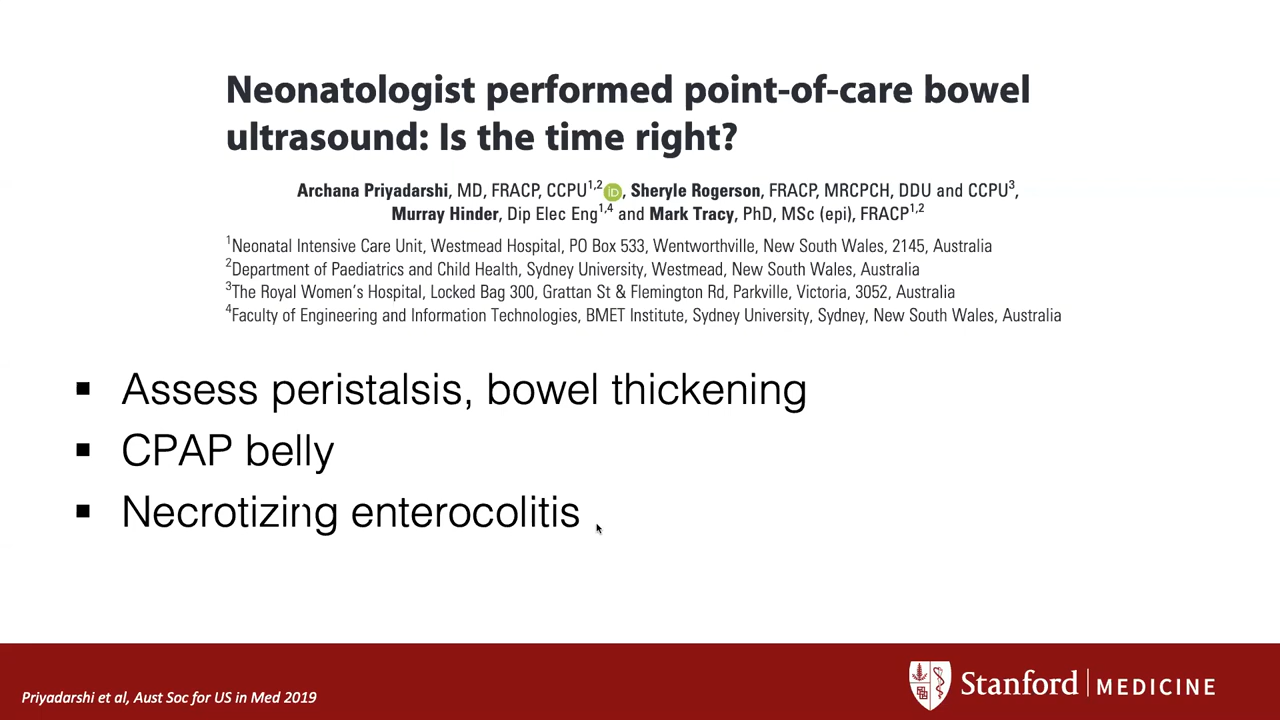 Neonatologist performed point-of-care bowel
ultrasound: Is the time right?
Archana Priyadarshi, MD, FRACP, CCPU1,2 iD, Sheryle Rogerson, FRACP, MRCPCH, DDU and CCPU3,
Murray Hinder, Dip Elec Eng1,4 and Mark Tracy, PhD, MSc (epi), FRACP1,2
1Neonatal Intensive Care Unit, Westmead Hospital, PO Box 533, Wentworthville, New South Wales, 2145, Australia
2Department of Paediatrics and Child Health, Sydney University, Westmead, New South Wales, Australia
3The Royal Women's Hospital, Locked Bag 300, Grattan St & Flemington Rd, Parkville, Victoria, 3052, Australia
4Faculty of Engineering and Information Technologies, BMET Institute, Sydney University, Sydney, New South Wales, Australia
▪ Assess peristalsis, bowel thickening
▪ CPAP belly
▪ Necrotizing enterocolitis
Priyadarshi et al, Aust Soc for US in Med 2019
Stanford MEDICINE